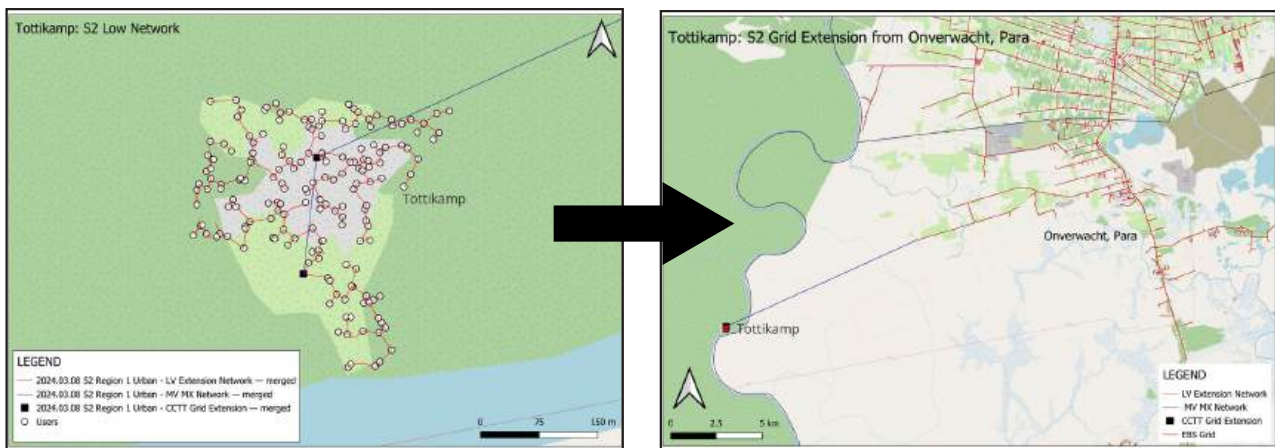 Tottikamp: S2 Low Network
Tottikamp
LEGEND
2024.03.08 S2 Region 1 Urban - LV Extension Network — merged
2024.03.08 S2 Region 1 Urban - MV MX Network — merged
2024.03.08 S2 Region 1 Urban - CCTT Grid Extension — merged
Users
0 75 150 m
Tottikamp: S2 Grid Extension from Onverwacht, Para
Onverwacht, Para
Tottikamp
0 2.5 5 km
LEGEND
LV Extension Network
MV MX Network
CCTT Grid Extension
EBS Grid